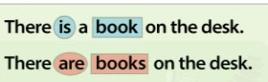 There is a book on the desk.
There are books on the desk.